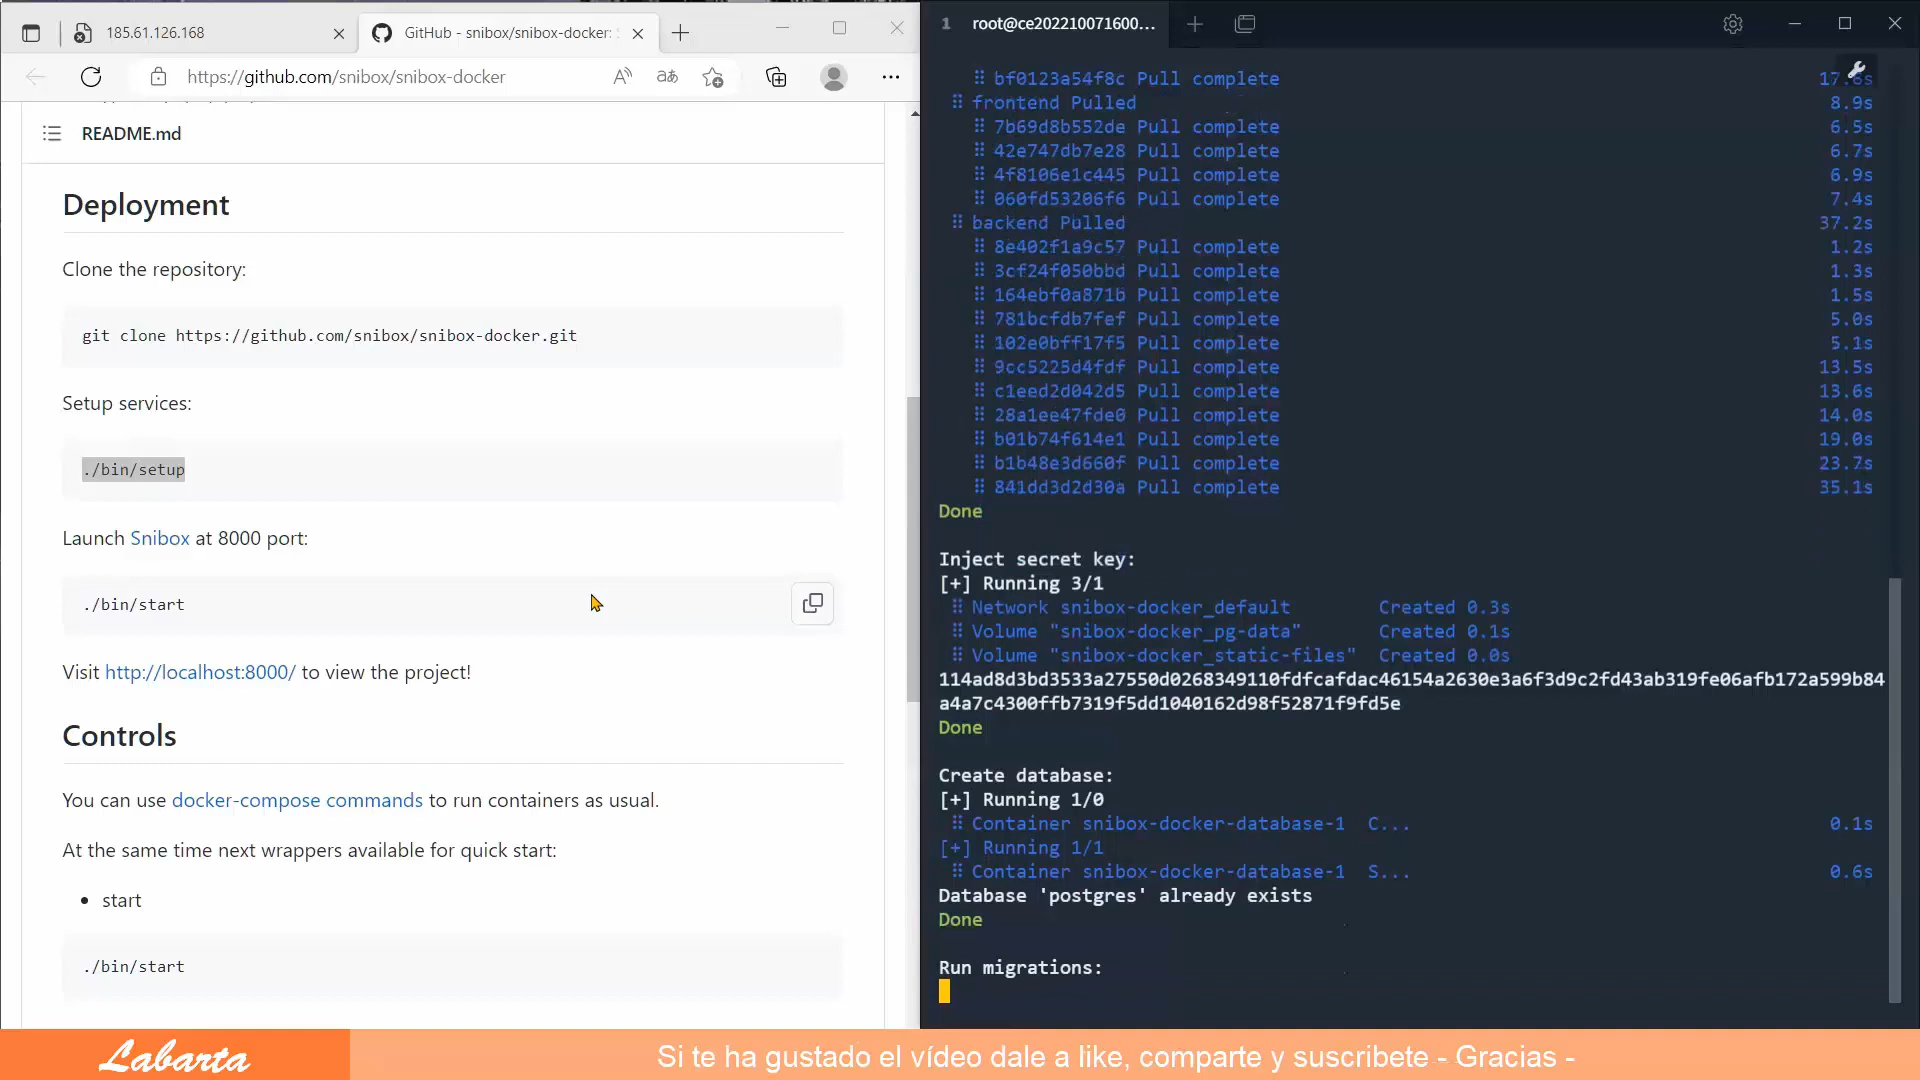 185.61.126.168
GitHub - snibox/snibox-docker:
https://github.com/snibox/snibox-docker
README.md
Deployment
Clone the repository:
git clone https://github.com/snibox/snibox-docker.git
Setup services:
./bin/setup
Launch Snibox at 8000 port:
./bin/start
Visit http://localhost:8000/ to view the project!
Controls
You can use docker-compose commands to run containers as usual.
At the same time next wrappers available for quick start:
• start
./bin/start
1 root@ce202210071600...
bf0123a54f8c Pull complete
frontend Pulled 8.9s
7b69d8b552de Pull complete 6.5s
42e747db7e28 Pull complete 6.7s
4f8106e1c445 Pull complete 6.9s
060fd53206f6 Pull complete 7.4s
backend Pulled 37.2s
8e402f1a9c57 Pull complete 1.2s
3cf24f050bbd Pull complete 1.3s
164ebf0a871b Pull complete 1.5s
781bcfdb7fef Pull complete 5.0s
102e0bff17f5 Pull complete 5.1s
9cc5225d4fdf Pull complete 13.5s
c1eed2d042d5 Pull complete 13.6s
28a1ee47fde0 Pull complete 14.0s
b01b74f614e1 Pull complete 19.0s
b1b48e3d660f Pull complete 23.7s
841dd3d2d30a Pull complete 35.1s
Done
Inject secret key:
[+] Running 3/1
Network snibox-docker_default Created 0.3s
Volume "snibox-docker_pg-data" Created 0.1s
Volume "snibox-docker_static-files" Created 0.0s
114ad8d3bd3533a27550d0268349110fdfcafdac46154a2630e3a6f3d9c2fd43ab319fe06afb172a599b84
a4a7c4300ffb7319f5dd1040162d98f52871f9fd5e
Done
Create database:
[+] Running 1/0
Container snibox-docker-database-1 C... 0.1s
[+] Running 1/1
Container snibox-docker-database-1 S... 0.6s
Database 'postgres' already exists
Done
Run migrations:
Labarta
Si te ha gustado el vídeo dale a like, comparte y suscribete - Gracias -